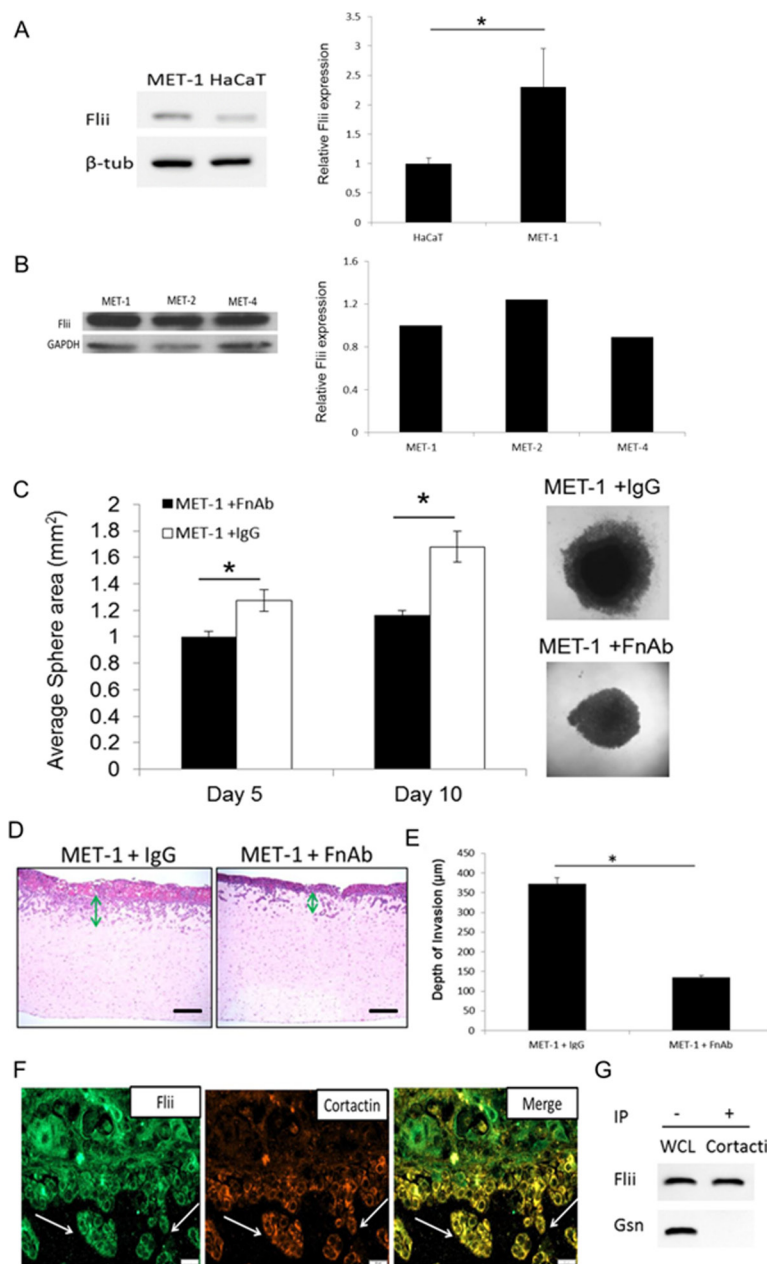 A
MET-1 HaCaT
Flii
β-tub
*
Relative Flii expression
3.5
3
2.5
2
1.5
1
0.5
0
HaCaT
MET-1
B
MET-1 MET-2 MET-4
Flii
GAPDH
Relative Flii expression
1.6
1.2
0.8
0.4
0
MET-1
MET-2
MET-4
C
Average Sphere area (mm²)
2
1.8
1.6
1.4
1.2
1
0.8
0.6
0.4
0.2
0
MET-1 +FnAb
MET-1 +IgG
*
*
Day 5
Day 10
MET-1 +IgG
MET-1 +FnAb
D
MET-1 + IgG
MET-1 + FnAb
E
Depth of Invasion (µm)
450
400
350
300
250
200
150
100
50
0
*
MET-1 + IgG
MET-1 + FnAb
F
Flii
Cortactin
Merge
G
IP - +
WCL Cortacti
Flii
Gsn